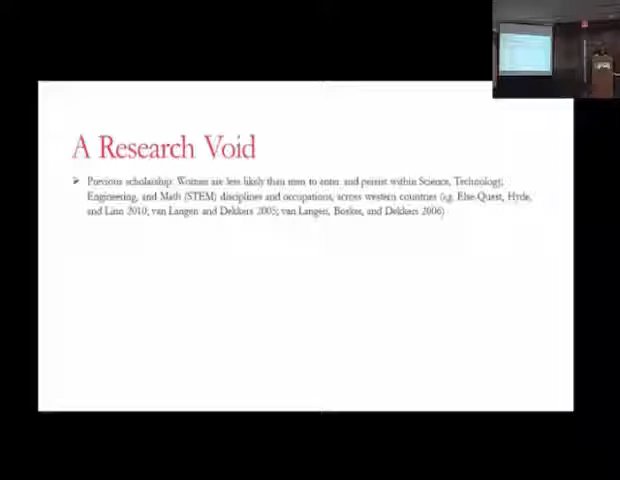 A Research Void
Previous scholarship: Women are less likely than men to enter and persist within Science, Technology,
Engineering, and Math (STEM) disciplines and occupations, across western countries (e.g. Else-Quest, Hyde,
and Linn 2010; van Langen and Dekkers 2005; van Langen, Bosker, and Dekkers 2006)